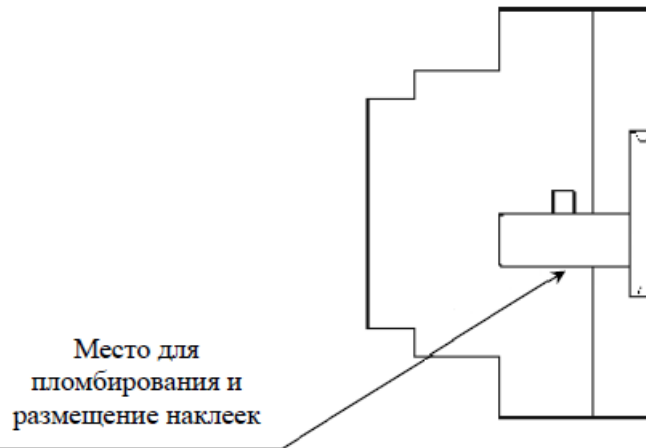 Место для
пломбирования и
размещение наклеек